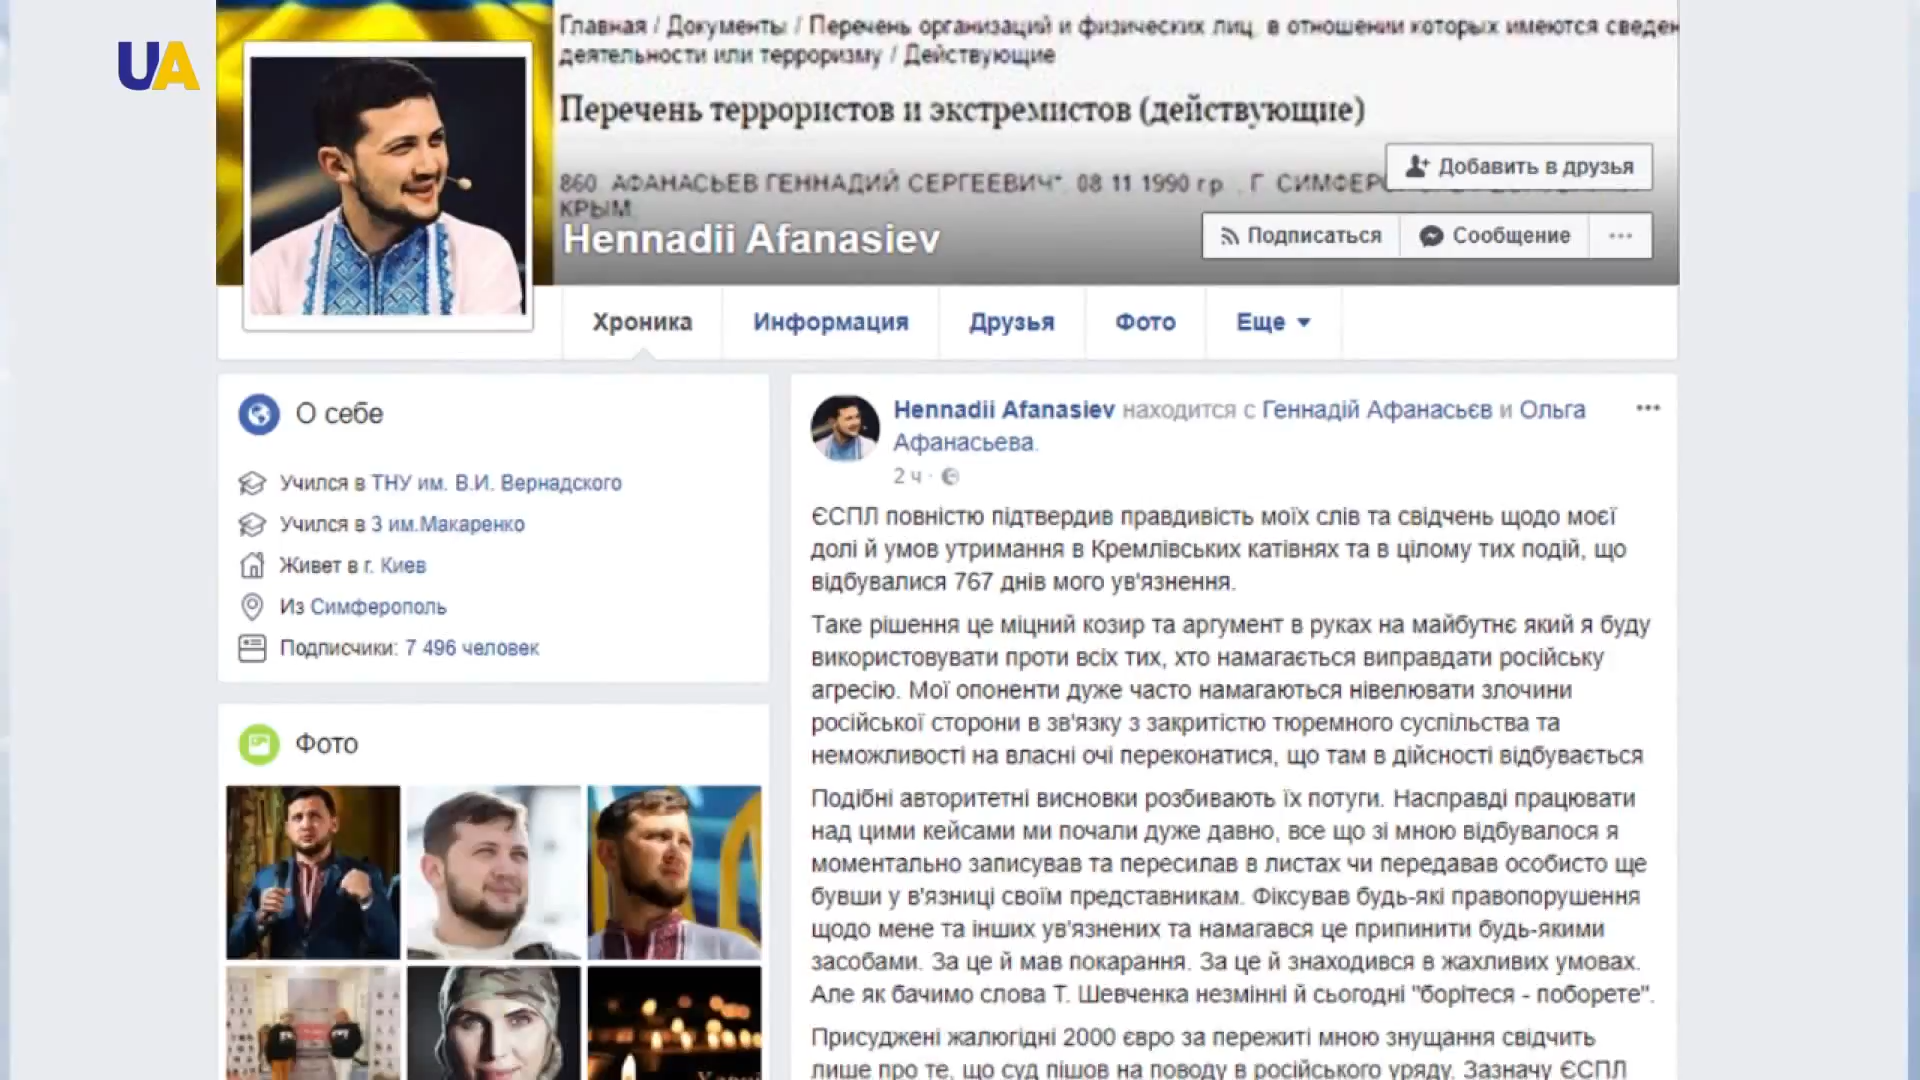 UA
Главная / Документы / Перечень организаций и физических лиц, в отношении которых имеются сведен
деятельности или терроризму / Действующие
Перечень террористов и экстремистов (действующие)
Добавить в друзья
860. АФАНАСЬЕВ ГЕННАДИЙ СЕРГЕЕВИЧ*, 08.11.1990 г.р. , Г. СИМФЕРО
КРЫМ
Hennadii Afanasiev
Подписаться
Сообщение
Хроника
Информация
Друзья
Фото
Еще
О себе
Учился в ТНУ им. В.И. Вернадского
Учился в 3 им.Макаренко
Живет в г. Киев
Из Симферополь
Подписчики: 7 496 человек
Фото
Hennadii Afanasiev находится с Геннадій Афанасьєв и Ольга
Афанасьева.
2 ч ·
ЄСПЛ повністю підтвердив правдивість моїх слів та свідчень щодо моєї
долі й умов утримання в Кремлівських катівнях та в цілому тих подій, що
відбувалися 767 днів мого ув'язнення.
Таке рішення це міцний козир та аргумент в руках на майбутнє який я буду
використовувати проти всіх тих, хто намагається виправдати російську
агресію. Мої опоненти дуже часто намагаються нівелювати злочини
російської сторони в зв'язку з закритістю тюремного суспільства та
неможливості на власні очі переконатися, що там в дійсності відбувається
Подібні авторитетні висновки розбивають їх потуги. Насправді працювати
над цими кейсами ми почали дуже давно, все що зі мною відбувалося я
моментально записував та пересилав в листах чи передавав особисто ще
бувши у в'язниці своїм представникам. Фіксував будь-які правопорушення
щодо мене та інших ув'язнених та намагався це припинити будь-якими
засобами. За це й мав покарання. За це й знаходився в жахливих умовах.
Але як бачимо слова Т. Шевченка незмінні й сьогодні "борітеся - поборете".
Присуджені жалюгідні 2000 євро за пережиті мною знущання свідчить
лише про те, що суд пішов на поводу в російського уряду. Зазначу ЄСПЛ